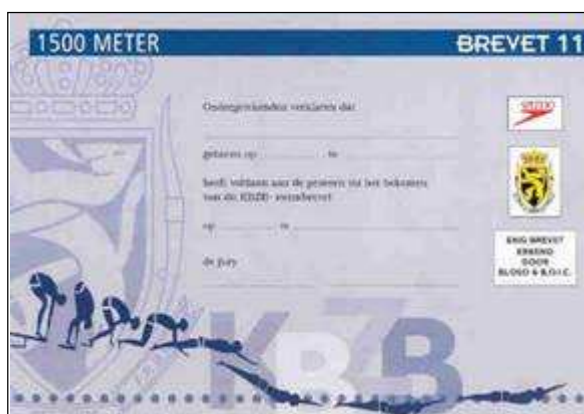 1500 METER
BREVET 11
Ondergetekenden verklaren dat
speedo
geboren op te
heeft voldaan aan de proeven tot het bekomen
van de KBZB- zwembrevet
op te
ENIG BREVET
ERKEND
DOOR
BLOSO & B.O.I.C.
de jury
KBZB